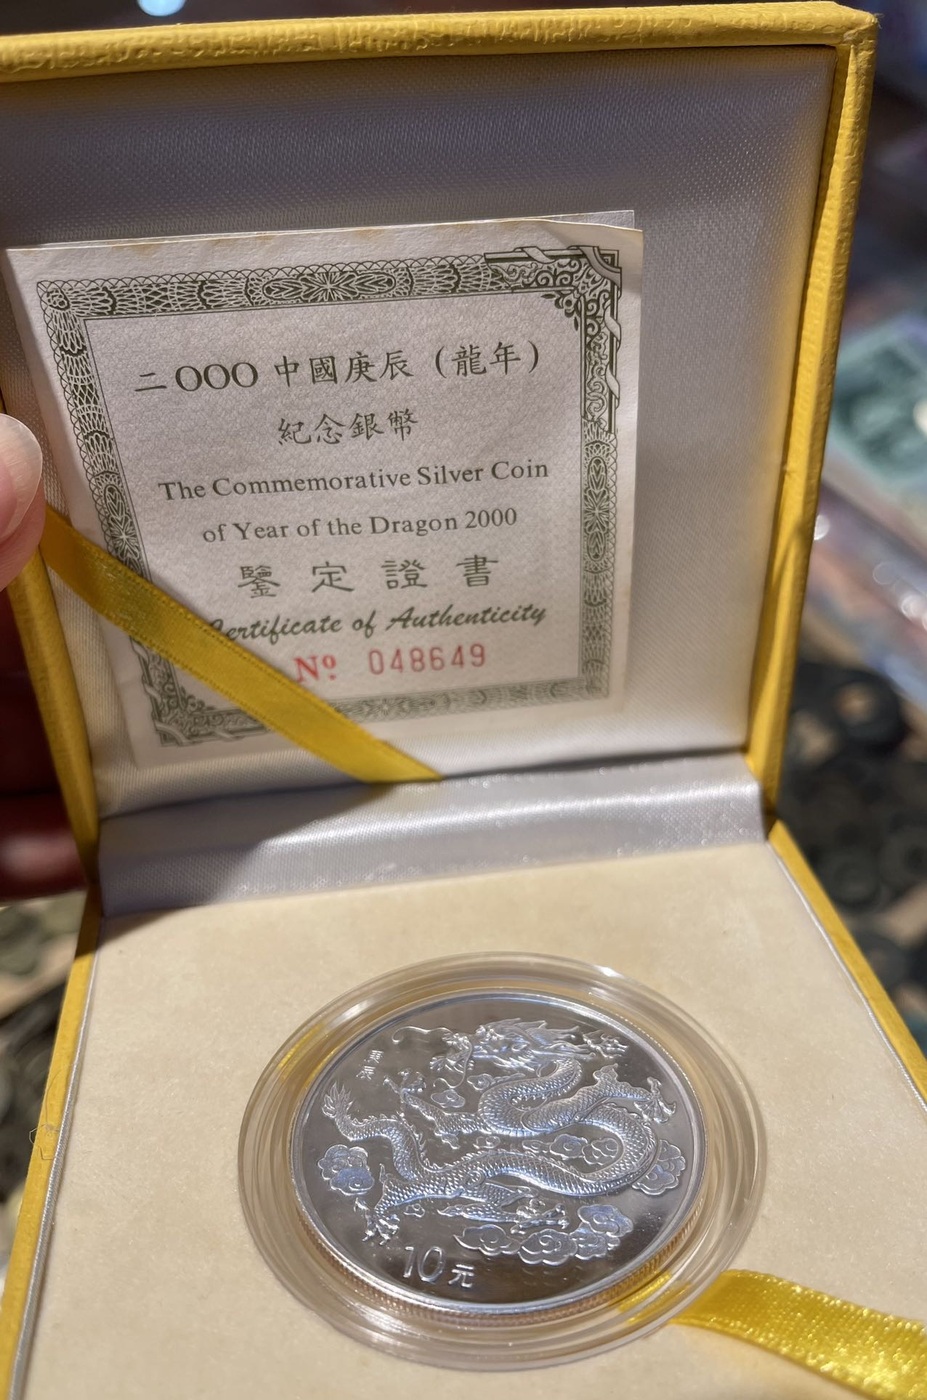 二OOO中國庚辰(龍年)
紀念銀幣
The Commemorative Silver Coin
of Year of the Dragon 2000
鑒定證書
Certificate of Authenticity
Nº 048649
10元